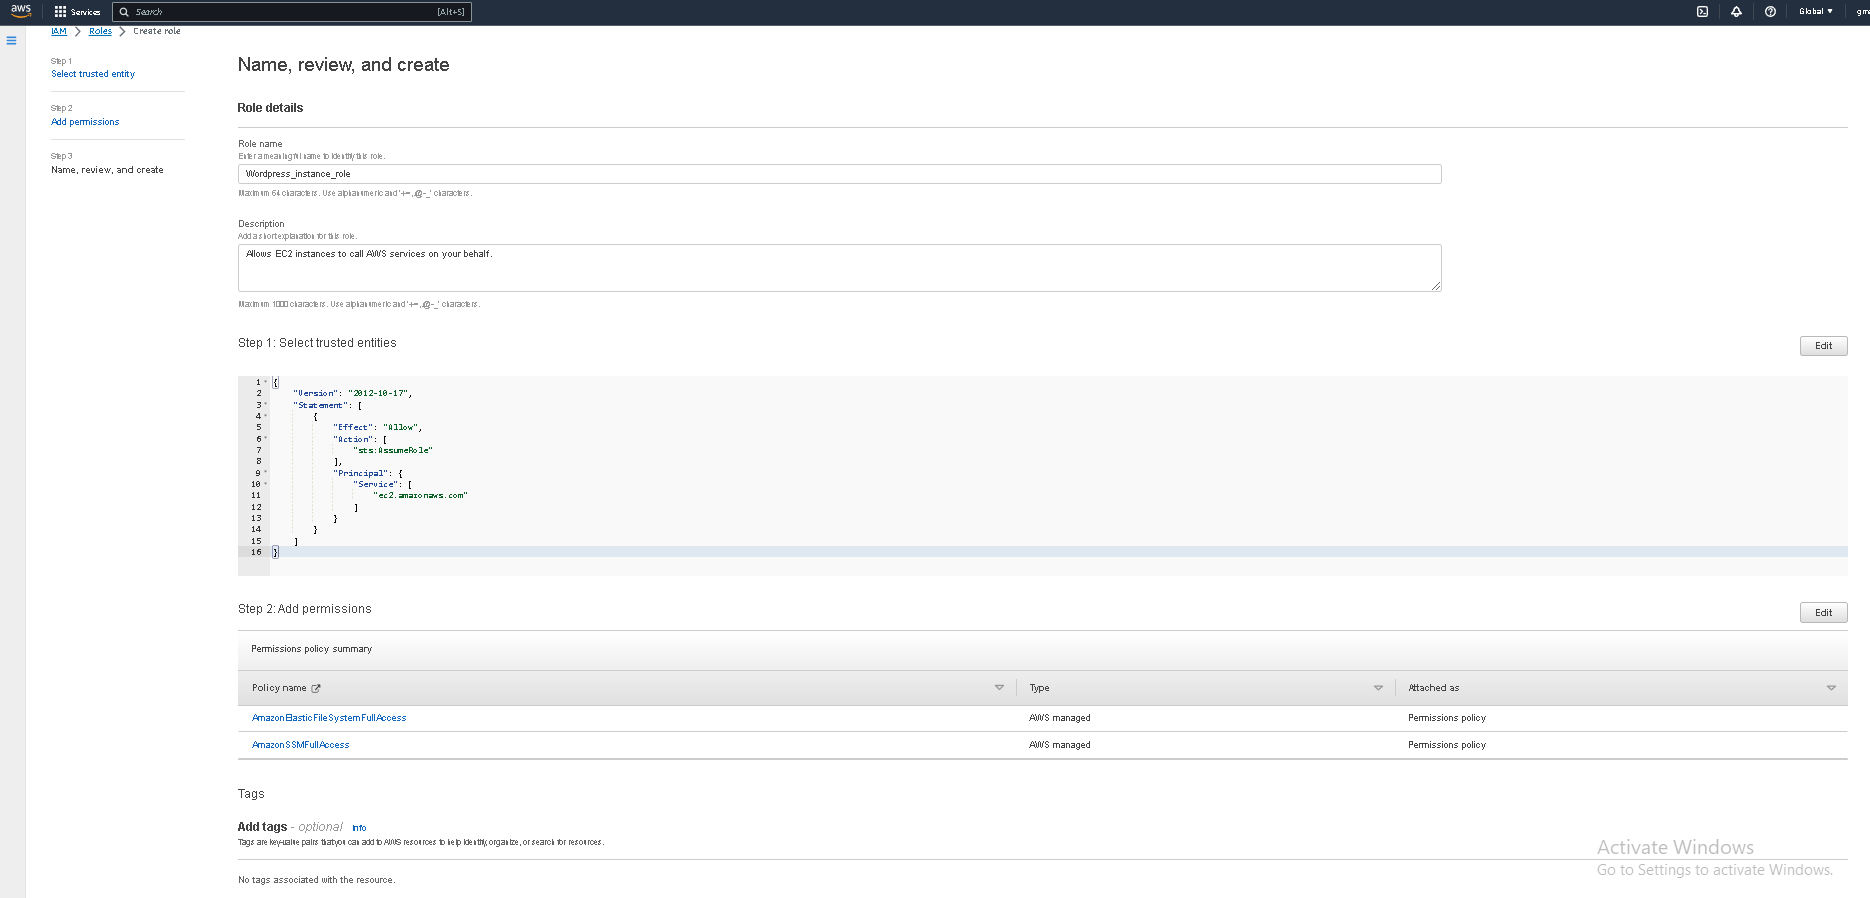 aws
Services
Search
[Alt+S]
Global
IAM
Roles
Create role
Step 1
Select trusted entity
Step 2
Add permissions
Step 3
Name, review, and create
Name, review, and create
Role details
Role name
Enter a meaningful name to identify this role.
Wordpress_instance_role
Maximum 64 characters. Use alphanumeric and '+=,.@-_' characters.
Description
Add a short explanation for this role.
Allows EC2 instances to call AWS services on your behalf.
characters. Use alphanumeric and '+=,.@-_' characters.
Step 1: Select trusted entities
Edit
1 {
2 "Version": "2012-10-17",
3 "Statement": [
4 {
5 "Effect": "Allow",
6 "Action": [
7 "sts:AssumeRole"
8 ],
9 "Principal": {
10 "Service": [
11 "ec2.amazonaws.com"
12 ]
13 }
14 }
15 ]
16 }
Step 2: Add permissions
Edit
Permissions policy summary
Policy name
Type
Attached as
AmazonElasticFileSystemFullAccess
AWS managed
Permissions policy
AmazonSSMFullAccess
AWS managed
Permissions policy
Tags
Add tags - optional
Info
Tags are key-value pairs that you can add to AWS resources to help identify, organize, or search for resources.
No tags associated with the resource.
Activate Windows
Go to Settings to activate Windows.